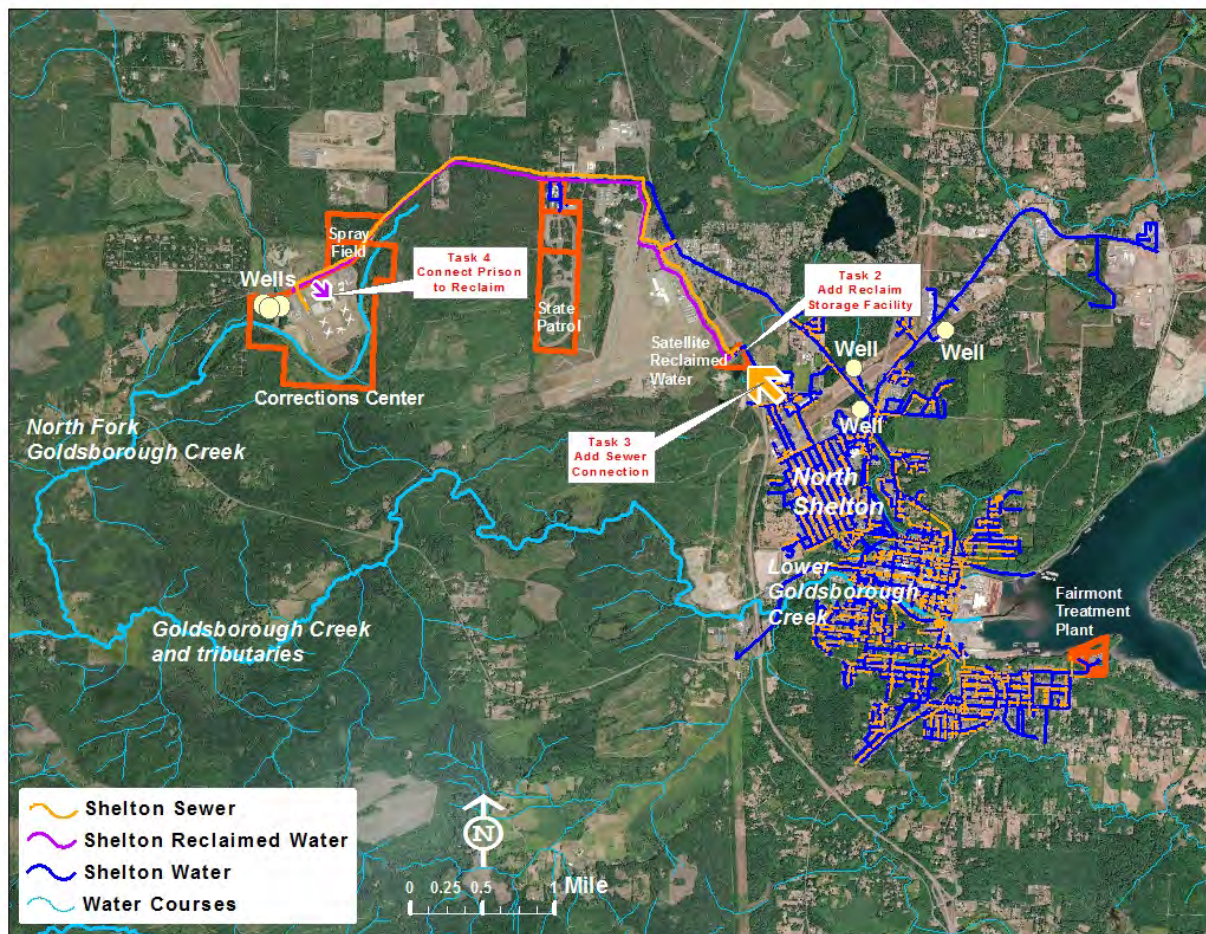 Spray
Field
Wells
Task 4
Connect Prison
to Reclaim
Task 2
Add Reclaim
Storage Facility
State
Patrol
Satellite
Reclaimed
Water
Well
Well
Well
Corrections Center
North Fork
Goldsborough Creek
Task 3
Add Sewer
Connection
North
Shelton
Lower
Goldsborough
Creek
Fairmont
Treatment
Plant
Goldsborough Creek
and tributaries
Shelton Sewer
Shelton Reclaimed Water
Shelton Water
Water Courses
N
0 0.25 0.5 1 Mile